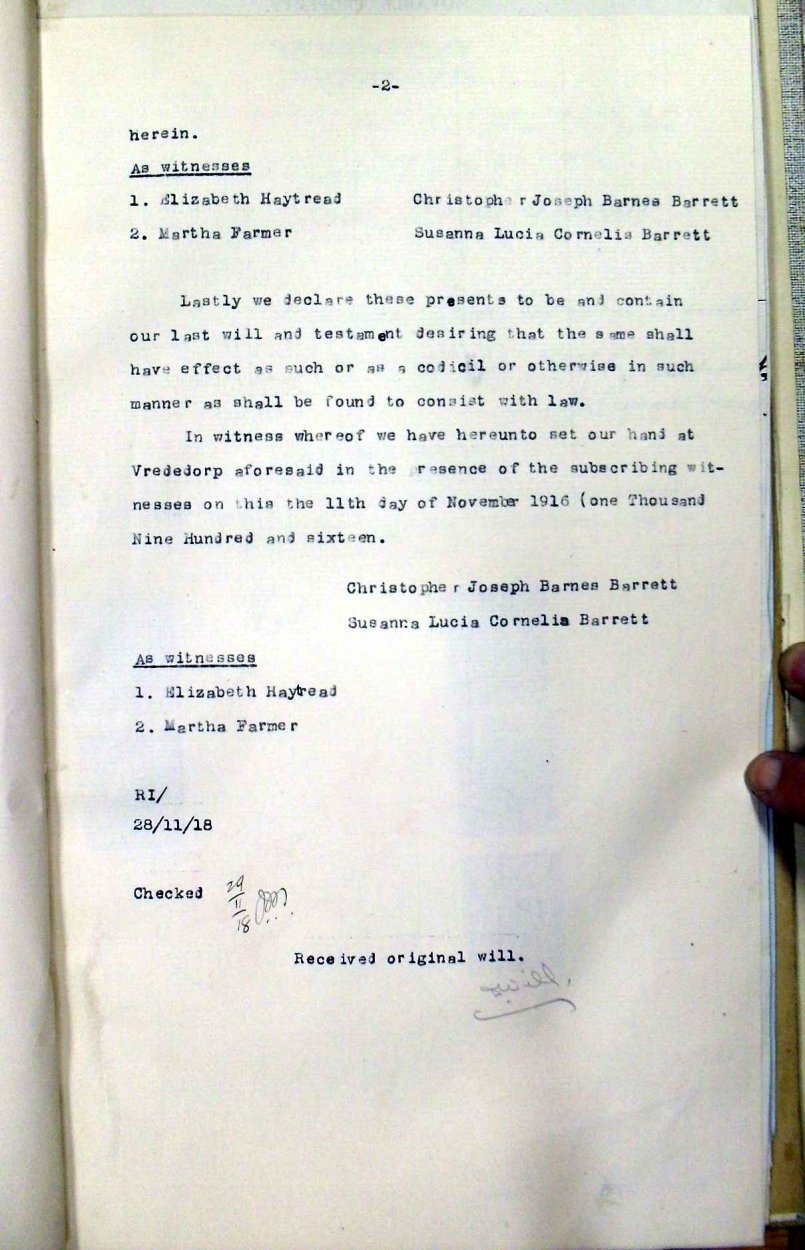 -2-
herein.
As witnesses
1. Elizabeth Haytread Christopher Joseph Barnes Barrett
2. Martha Farmer Susanna Lucia Cornelia Barrett
Lastly we declare these presents to be and contain
our last will and testament desiring that the same shall
have effect as such or as a codicil or otherwise in such
manner as shall be found to consist with law.
In witness whereof we have hereunto set our hand at
Vrededorp aforesaid in the presence of the subscribing wit-
nesses on this the 11th day of November 1916 (one Thousand
Nine Hundred and sixteen.
Christopher Joseph Barnes Barrett
Susanna Lucia Cornelia Barrett
As witnesses
1. Elizabeth Haytread
2. Martha Farmer
RI/
28/11/18
Checked 29/11/18
Received original will.